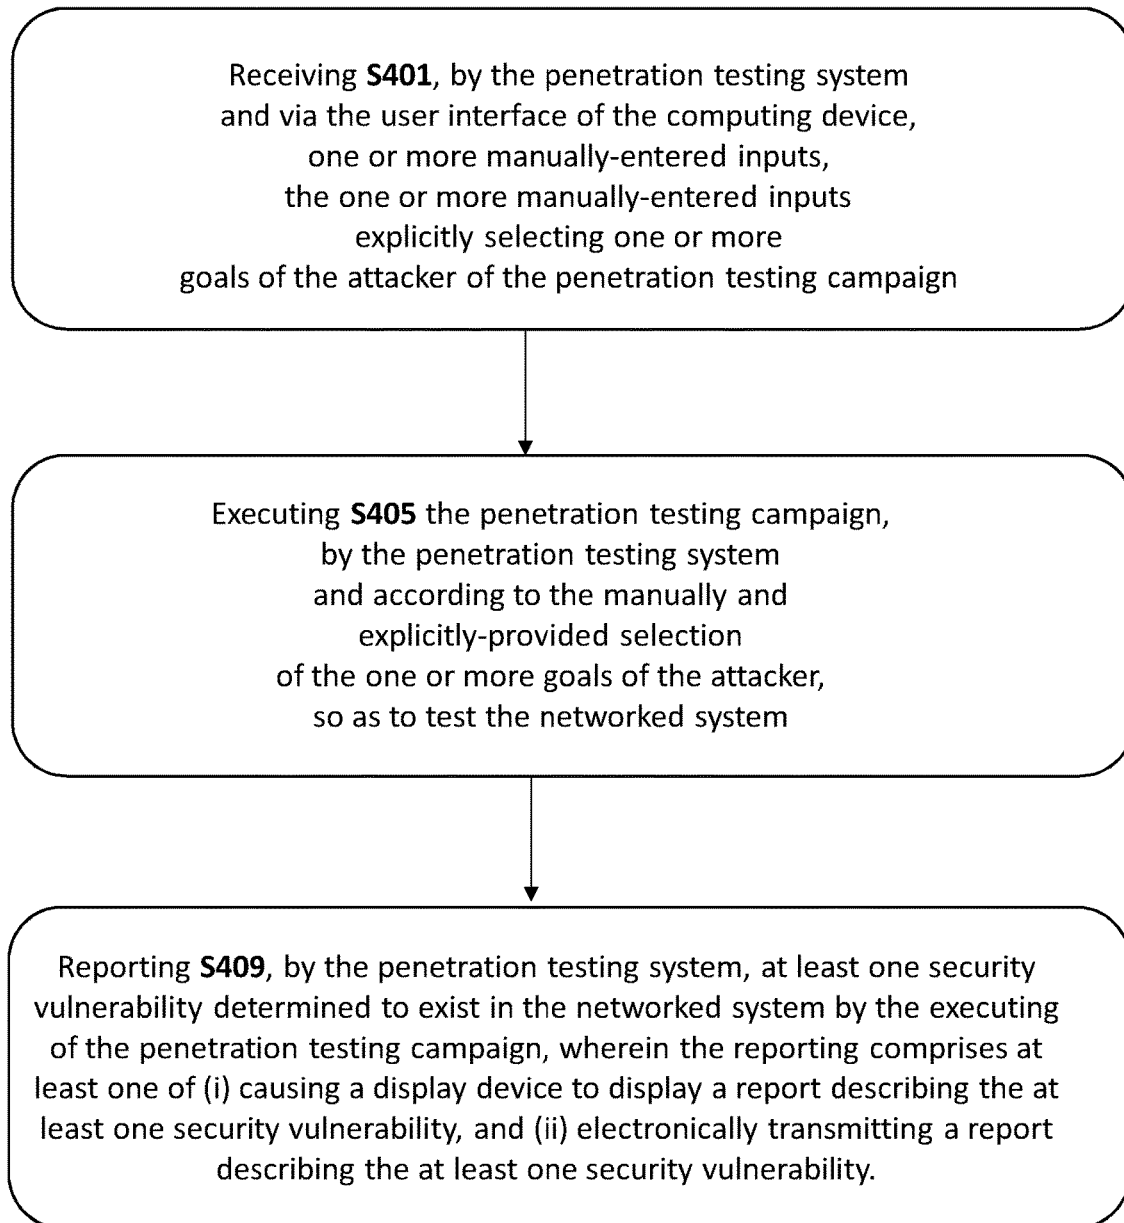 Receiving S401, by the penetration testing system
and via the user interface of the computing device,
one or more manually-entered inputs,
the one or more manually-entered inputs
explicitly selecting one or more
goals of the attacker of the penetration testing campaign
Executing S405 the penetration testing campaign,
by the penetration testing system
and according to the manually and
explicitly-provided selection
of the one or more goals of the attacker,
so as to test the networked system
Reporting S409, by the penetration testing system, at least one security
vulnerability determined to exist in the networked system by the executing
of the penetration testing campaign, wherein the reporting comprises at
least one of (i) causing a display device to display a report describing the at
least one security vulnerability, and (ii) electronically transmitting a report
describing the at least one security vulnerability.